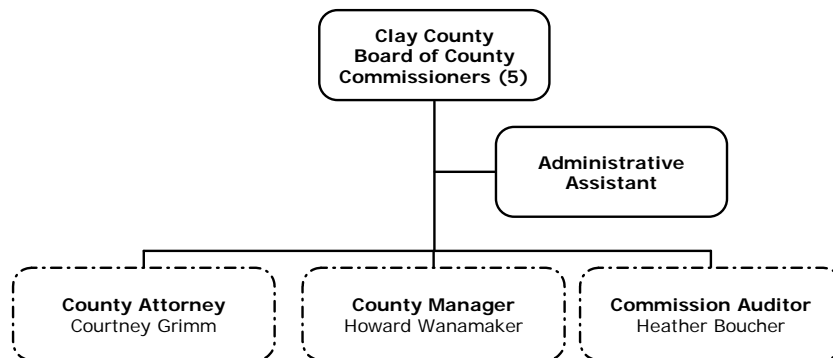 Clay County
Board of County
Commissioners (5)
Administrative
Assistant
County Attorney
Courtney Grimm
County Manager
Howard Wanamaker
Commission Auditor
Heather Boucher